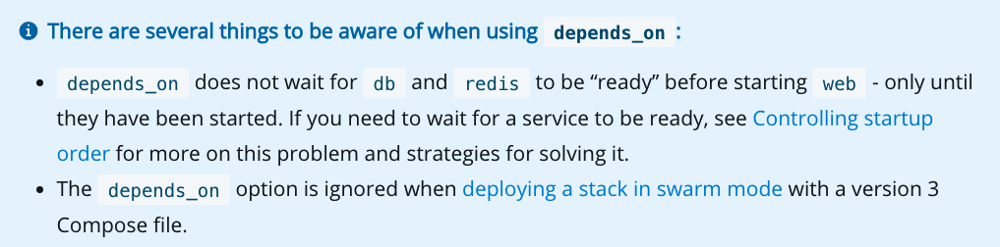 There are several things to be aware of when using depends_on :
• depends_on does not wait for db and redis to be “ready” before starting web - only until
they have been started. If you need to wait for a service to be ready, see Controlling startup
order for more on this problem and strategies for solving it.
• The depends_on option is ignored when deploying a stack in swarm mode with a version 3
Compose file.